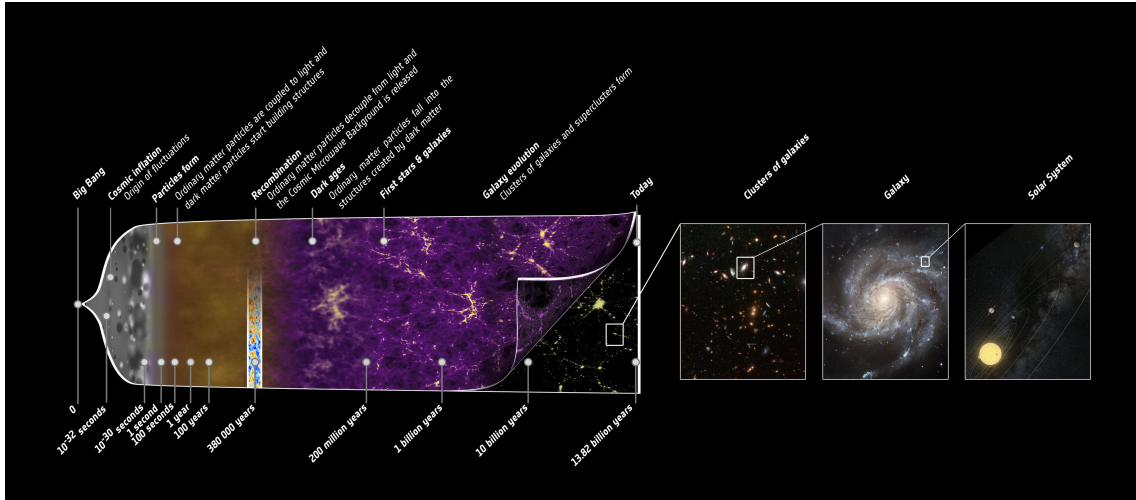 Big Bang
Cosmic inflation
Origin of fluctuations
Particles form
Ordinary matter particles are coupled to light and
dark matter particles start building structures
Recombination
Ordinary matter particles decouple from light and
the Cosmic Microwave Background is released
Dark ages
Ordinary matter particles fall into the
structures created by dark matter
First stars & galaxies
Galaxy evolution
Clusters of galaxies and superclusters form
Today
Clusters of galaxies
Galaxy
Solar System
0
10⁻³² seconds
10⁻³⁰ seconds
1 second
100 seconds
1 year
100 years
380 000 years
200 million years
1 billion years
10 billion years
13.82 billion years